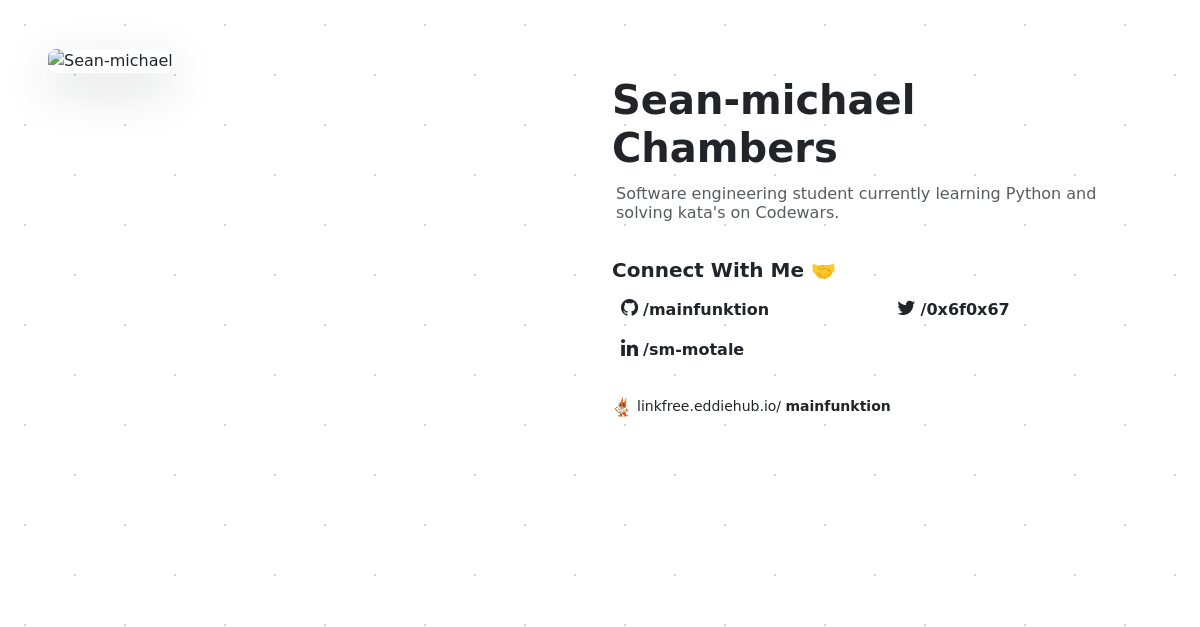 Sean-michael
Sean-michael
Chambers
Software engineering student currently learning Python and
solving kata's on Codewars.
Connect With Me 🤝
/mainfunktion
/0x6f0x67
/sm-motale
linkfree.eddiehub.io/ mainfunktion